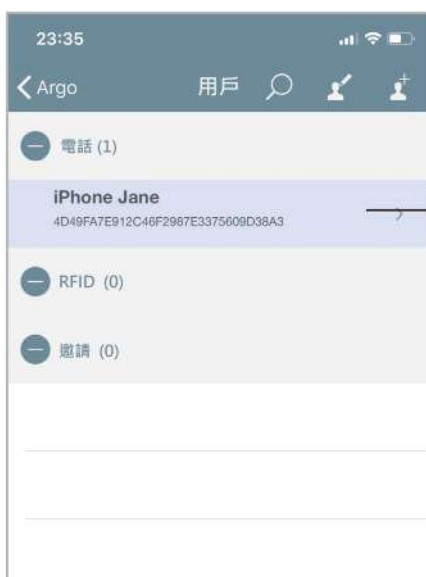 23:35
Argo 用戶
電話 (1)
iPhone Jane
4D49FA7E912C46F2987E3375609D38A3
RFID (0)
邀請 (0)